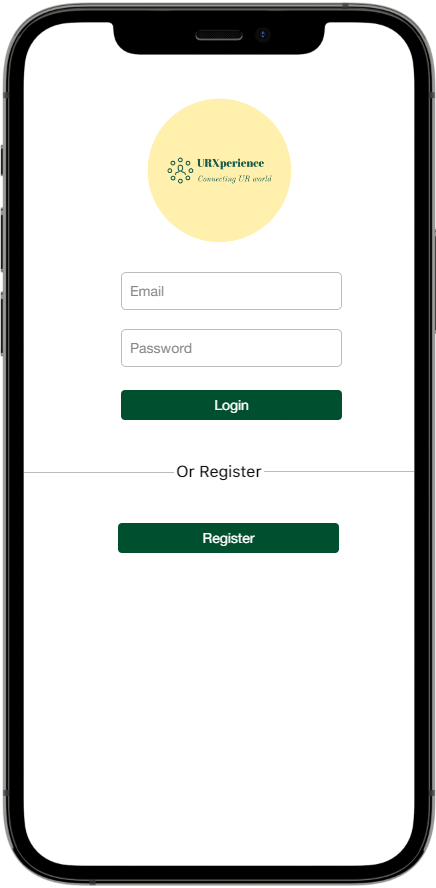 URXperience
Connecting UR world
Email
Password
Login
Or Register
Register